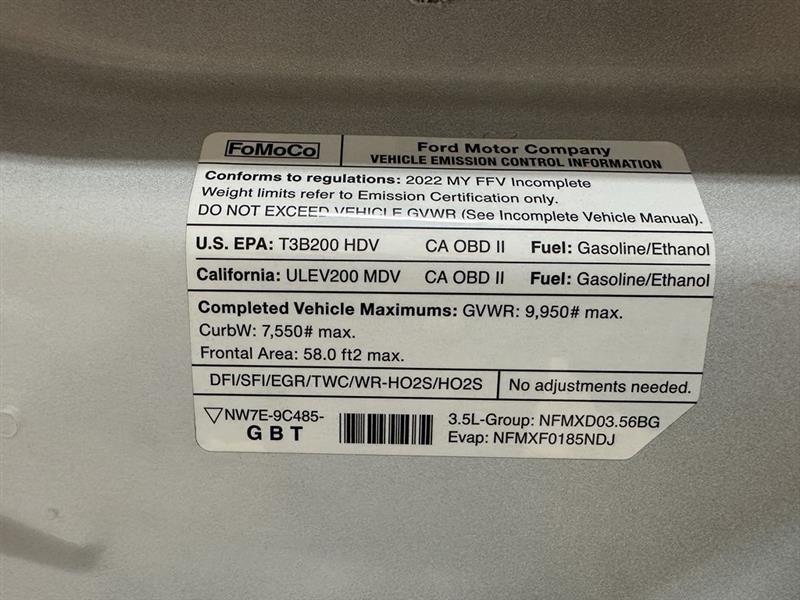 FoMoCo
Ford Motor Company
VEHICLE EMISSION CONTROL INFORMATION
Conforms to regulations: 2022 MY FFV Incomplete
Weight limits refer to Emission Certification only.
DO NOT EXCEED VEHICLE GVWR (See Incomplete Vehicle Manual).
U.S. EPA: T3B200 HDV CA OBD II Fuel: Gasoline/Ethanol
California: ULEV200 MDV CA OBD II Fuel: Gasoline/Ethanol
Completed Vehicle Maximums: GVWR: 9,950# max.
CurbW: 7,550# max.
Frontal Area: 58.0 ft2 max.
DFI/SFI/EGR/TWC/WR-HO2S/HO2S No adjustments needed.
NW7E-9C485-
GBT
3.5L-Group: NFMXD03.56BG
Evap: NFMXF0185NDJ